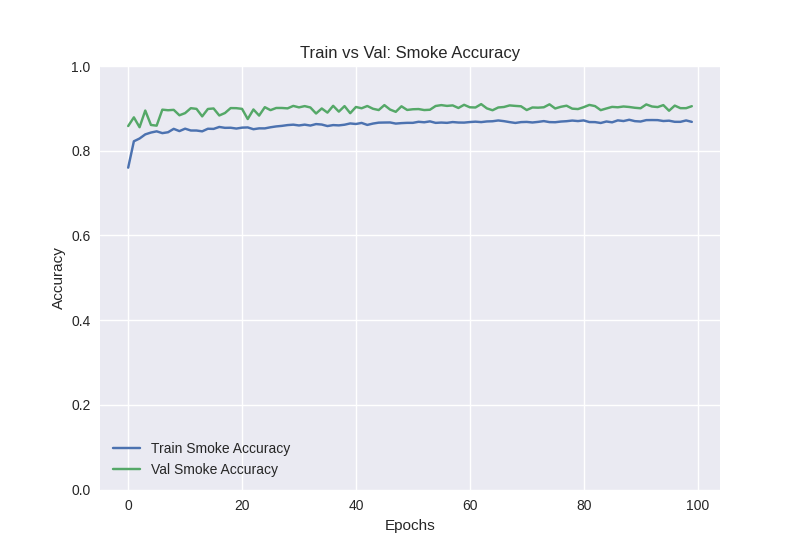 Train vs Val: Smoke Accuracy
1.0
0.8
0.6
0.4
0.2
0.0
Accuracy
Train Smoke Accuracy
Val Smoke Accuracy
0 20 40 60 80 100
Epochs